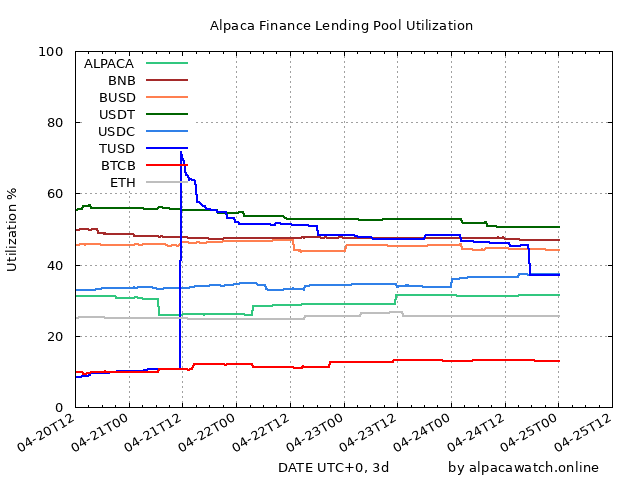 Alpaca Finance Lending Pool Utilization
100
80
60
40
20
0
Utilization %
ALPACA
BNB
BUSD
USDT
USDC
TUSD
BTCB
ETH
04-20T12
04-21T00
04-21T12
04-22T00
04-22T12
04-23T00
04-23T12
04-24T00
04-24T12
04-25T00
04-25T12
DATE UTC+0, 3d
by alpacawatch.online